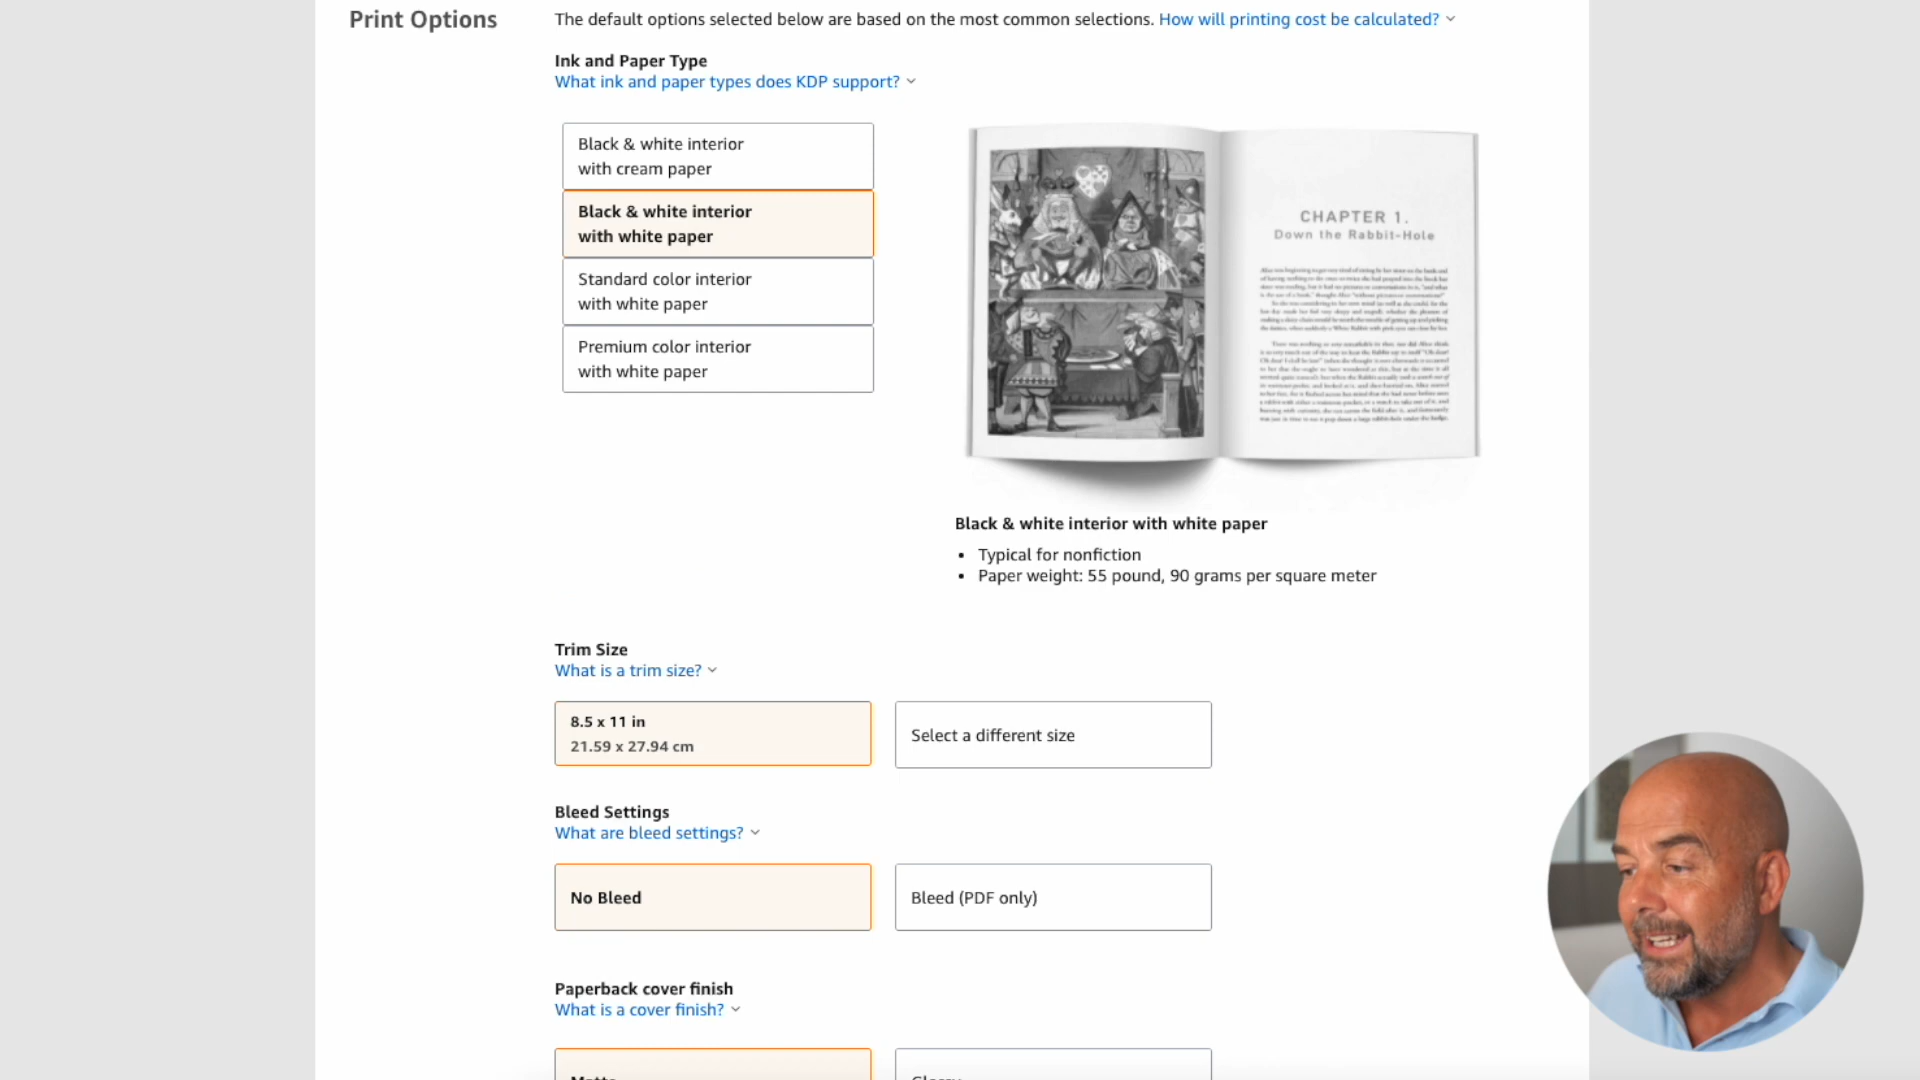 Print Options
The default options selected below are based on the most common selections. How will printing cost be calculated?
Ink and Paper Type
What ink and paper types does KDP support?
Black & white interior
with cream paper
Black & white interior
with white paper
Standard color interior
with white paper
Premium color interior
with white paper
CHAPTER 1.
Down the Rabbit-Hole
Black & white interior with white paper
• Typical for nonfiction
• Paper weight: 55 pound, 90 grams per square meter
Trim Size
What is a trim size?
8.5 x 11 in
21.59 x 27.94 cm
Select a different size
Bleed Settings
What are bleed settings?
No Bleed
Bleed (PDF only)
Paperback cover finish
What is a cover finish?